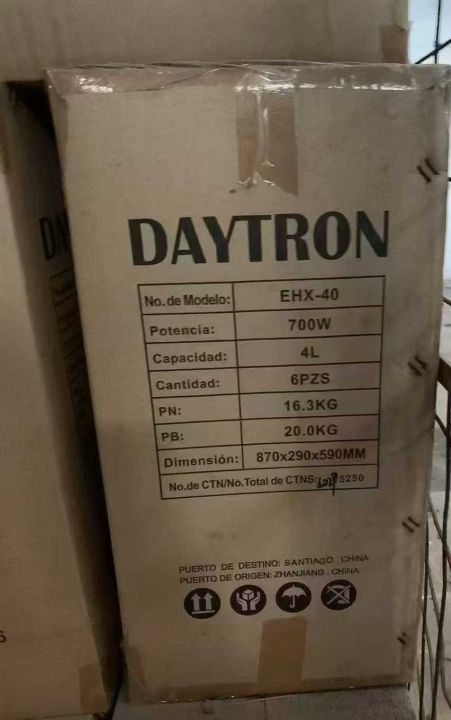 DAYTRON
No.de Modelo: EHX-40
Potencia: 700W
Capacidad: 4L
Cantidad: 6PZS
PN: 16.3KG
PB: 20.0KG
Dimensión: 870x290x590MM
No.de CTN/No.Total de CTNS: 5250
PUERTO DE DESTINO: SANTIAGO , CHINA
PUERTO DE ORIGEN: ZHANJIANG , CHINA